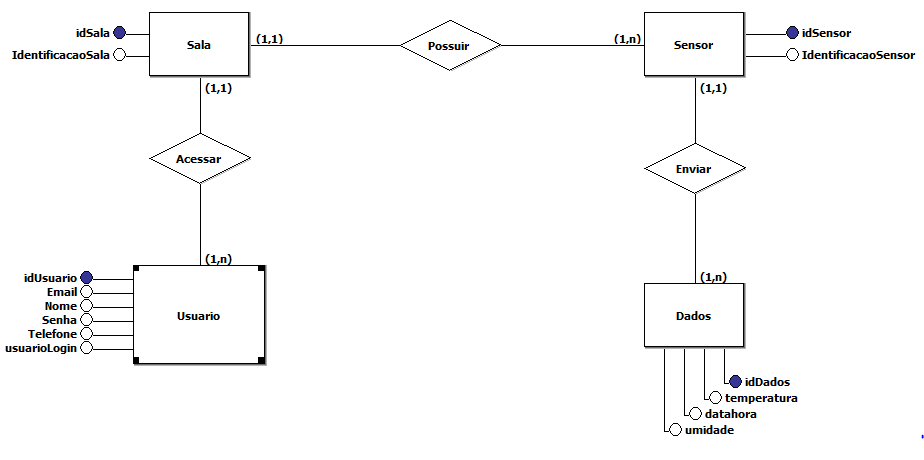 idSala
IdentificacaoSala
Sala
(1,1)
Possuir
(1,n)
Sensor
idSensor
IdentificacaoSensor
(1,1)
(1,1)
Acessar
Enviar
(1,n)
(1,n)
idUsuario
Email
Nome
Senha
Telefone
usuarioLogin
Usuario
Dados
idDados
temperatura
datahora
umidade